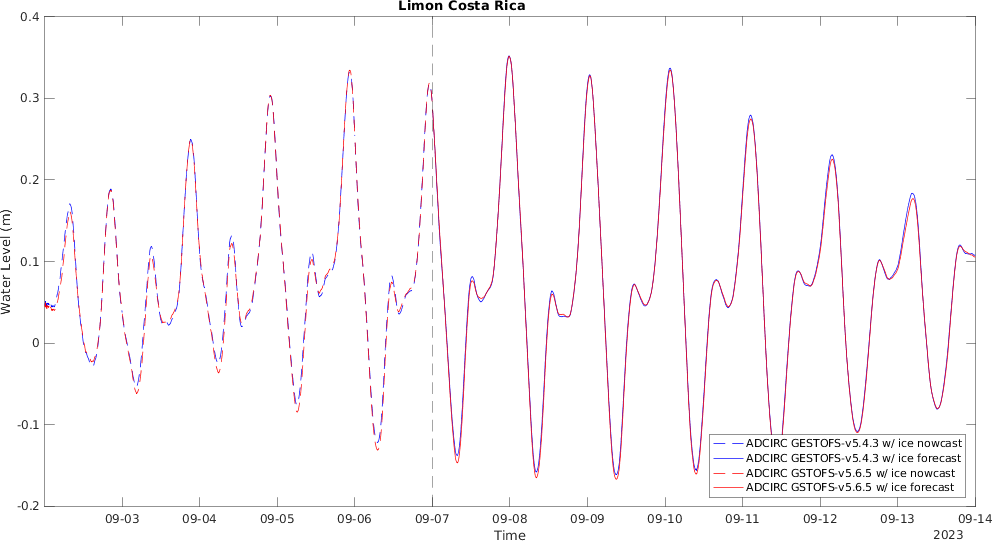 Limon Costa Rica
Water Level (m)
0.4
0.3
0.2
0.1
0
-0.1
-0.2
ADCIRC GESTOFS-v5.4.3 w/ ice nowcast
ADCIRC GESTOFS-v5.4.3 w/ ice forecast
ADCIRC GSTOFS-v5.6.5 w/ ice nowcast
ADCIRC GSTOFS-v5.6.5 w/ ice forecast
09-03 09-04 09-05 09-06 09-07 09-08 09-09 09-10 09-11 09-12 09-13 09-14
Time
2023